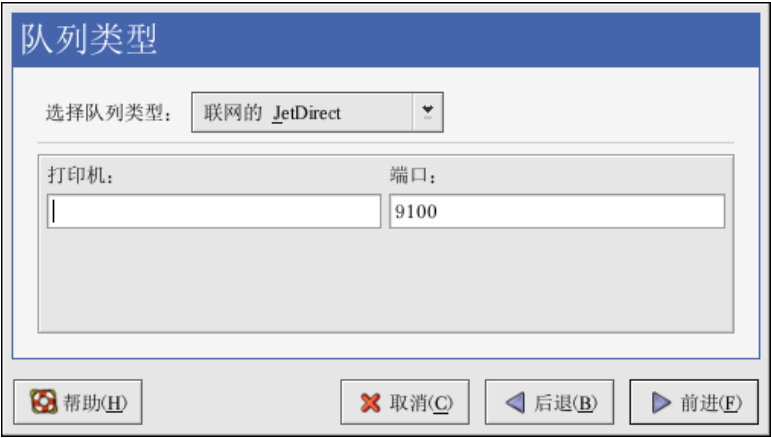 队列类型
选择队列类型： 联网的 JetDirect
打印机： 端口：
9100
帮助(H) 取消(C) 后退(B) 前进(F)